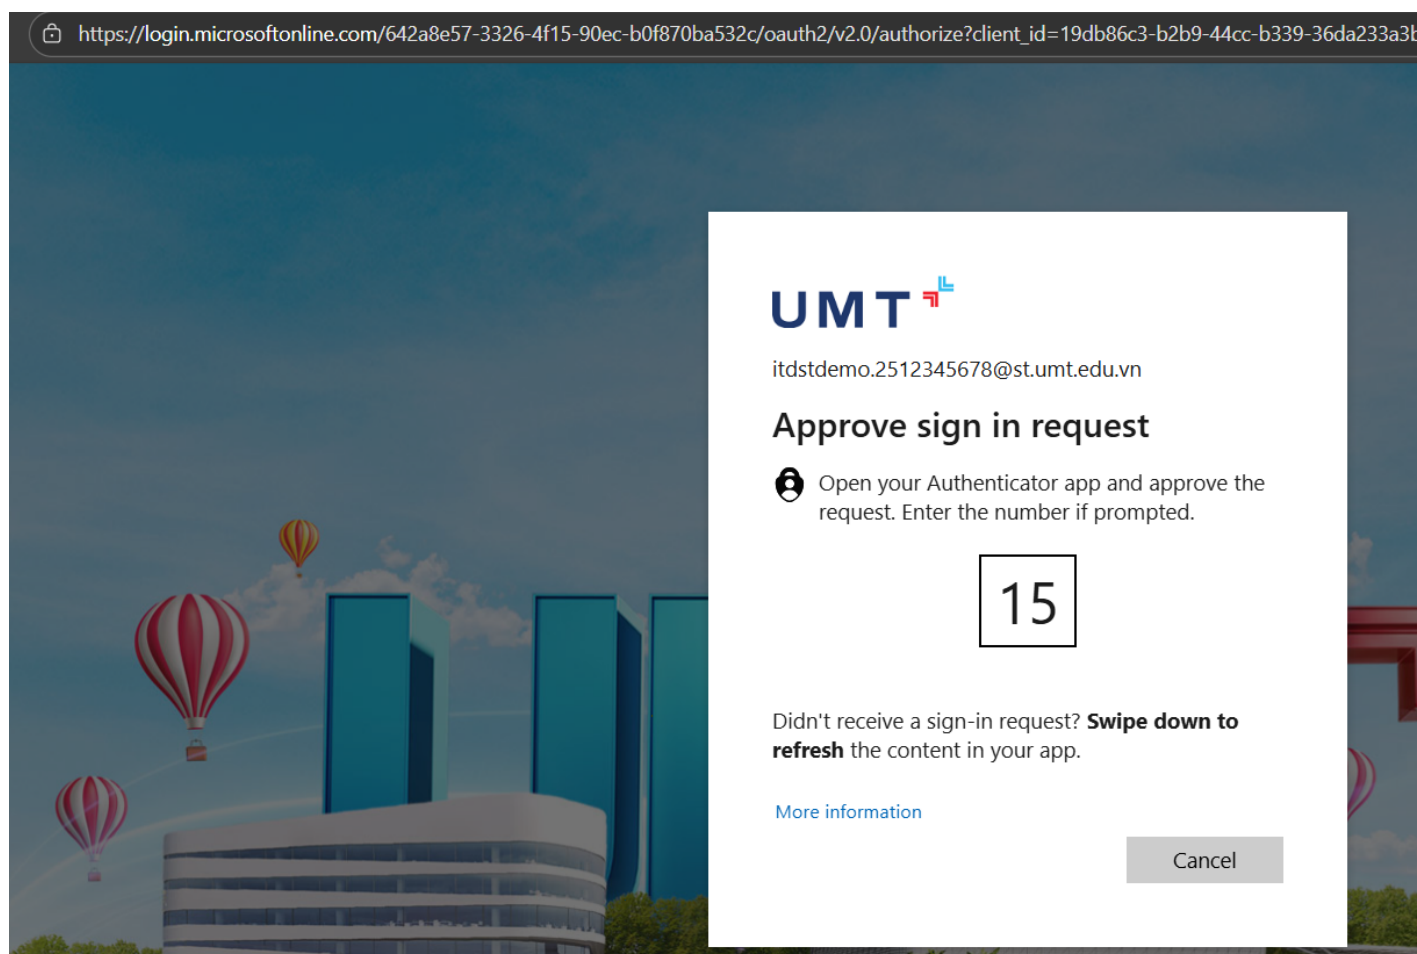 https://login.microsoftonline.com/642a8e57-3326-4f15-90ec-b0f870ba532c/oauth2/v2.0/authorize?client_id=19db86c3-b2b9-44cc-b339-36da233a3b
UMT
itdstdemo.2512345678@st.umt.edu.vn
Approve sign in request
Open your Authenticator app and approve the
request. Enter the number if prompted.
15
Didn't receive a sign-in request? Swipe down to
refresh the content in your app.
More information
Cancel